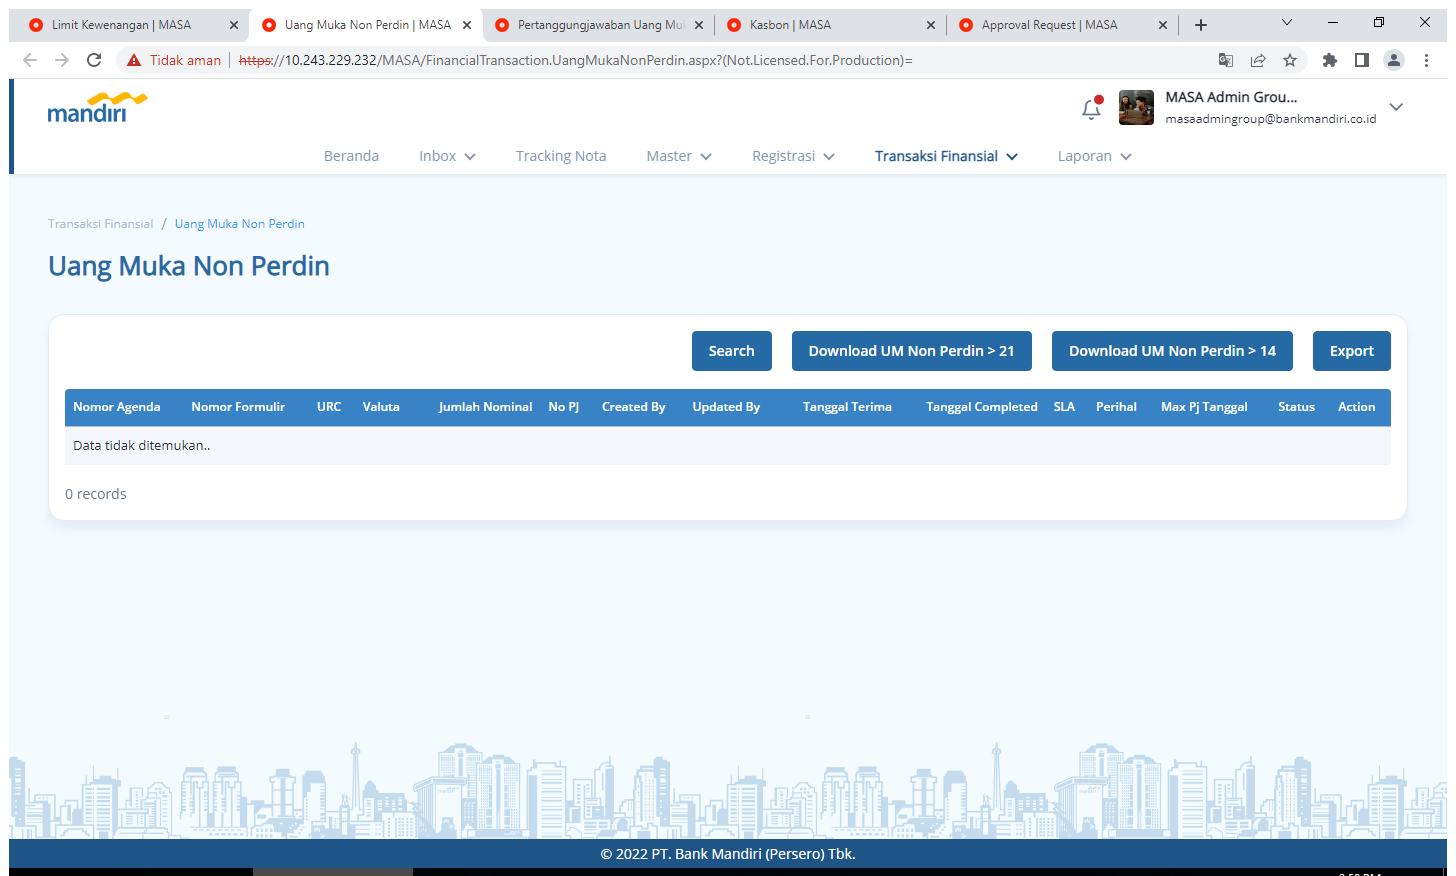 Limit Kewenangan | MASA
Uang Muka Non Perdin | MASA
Pertanggungjawaban Uang Mu
Kasbon | MASA
Approval Request | MASA
Tidak aman
https://10.243.229.232/MASA/FinancialTransaction.UangMukaNonPerdin.aspx?(Not.Licensed.For.Production)=
mandiri
MASA Admin Grou...
masaadmingroup@bankmandiri.co.id
Beranda Inbox Tracking Nota Master Registrasi Transaksi Finansial Laporan
Transaksi Finansial / Uang Muka Non Perdin
Uang Muka Non Perdin
Search Download UM Non Perdin > 21 Download UM Non Perdin > 14 Export
Nomor Agenda Nomor Formulir URC Valuta Jumlah Nominal No PJ Created By Updated By Tanggal Terima Tanggal Completed SLA Perihal Max Pj Tanggal Status Action
Data tidak ditemukan..
0 records
© 2022 PT. Bank Mandiri (Persero) Tbk.